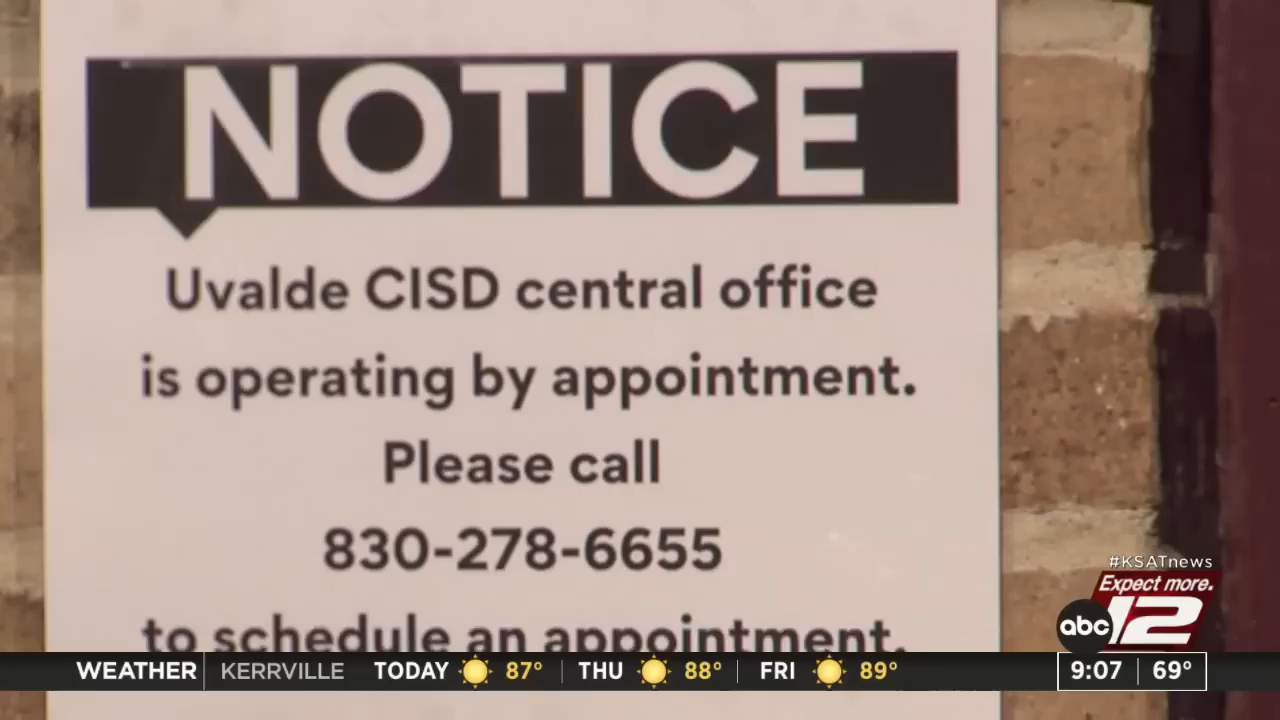 NOTICE
Uvalde CISD central office
is operating by appointment.
Please call
830-278-6655
to schedule an appointment.
#KSATnews
Expect more.
abc 12
WEATHER KERRVILLE TODAY 87° THU 88° FRI 89° 9:07 69°